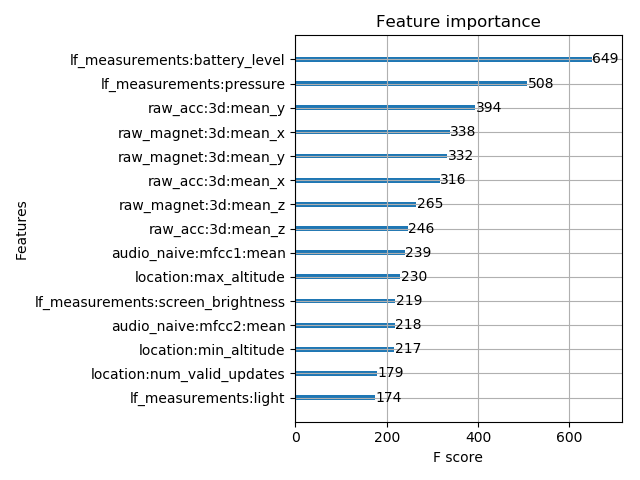 Feature importance
Features
lf_measurements:battery_level 649
lf_measurements:pressure 508
raw_acc:3d:mean_y 394
raw_magnet:3d:mean_x 338
raw_magnet:3d:mean_y 332
raw_acc:3d:mean_x 316
raw_magnet:3d:mean_z 265
raw_acc:3d:mean_z 246
audio_naive:mfcc1:mean 239
location:max_altitude 230
lf_measurements:screen_brightness 219
audio_naive:mfcc2:mean 218
location:min_altitude 217
location:num_valid_updates 179
lf_measurements:light 174
0 200 400 600
F score